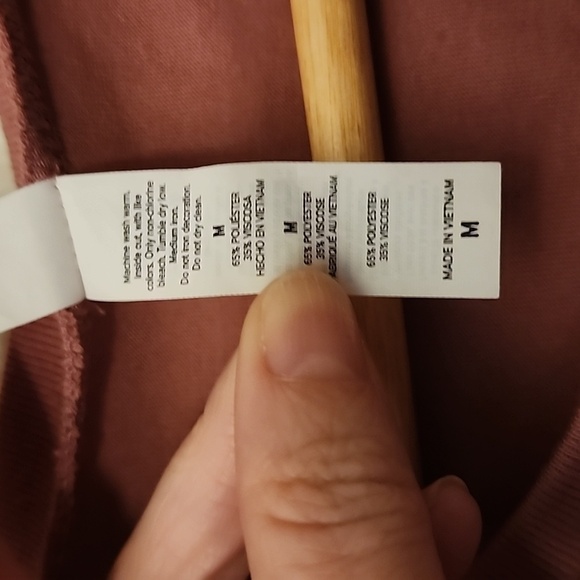 Machine wash warm.
inside out, with like
colors. Only non-chlorine
bleach. Tumble dry low.
Medium iron.
Do not iron decoration.
Do not dry clean.
M
65% POLIÉSTER
35% VISCOSA
HECHO EN VIETNAM
M
65% POLYESTER
35% VISCOSE
AU VIETNAM
65% POLYESTER
35% VISCOSE
MADE IN VIETNAM
M